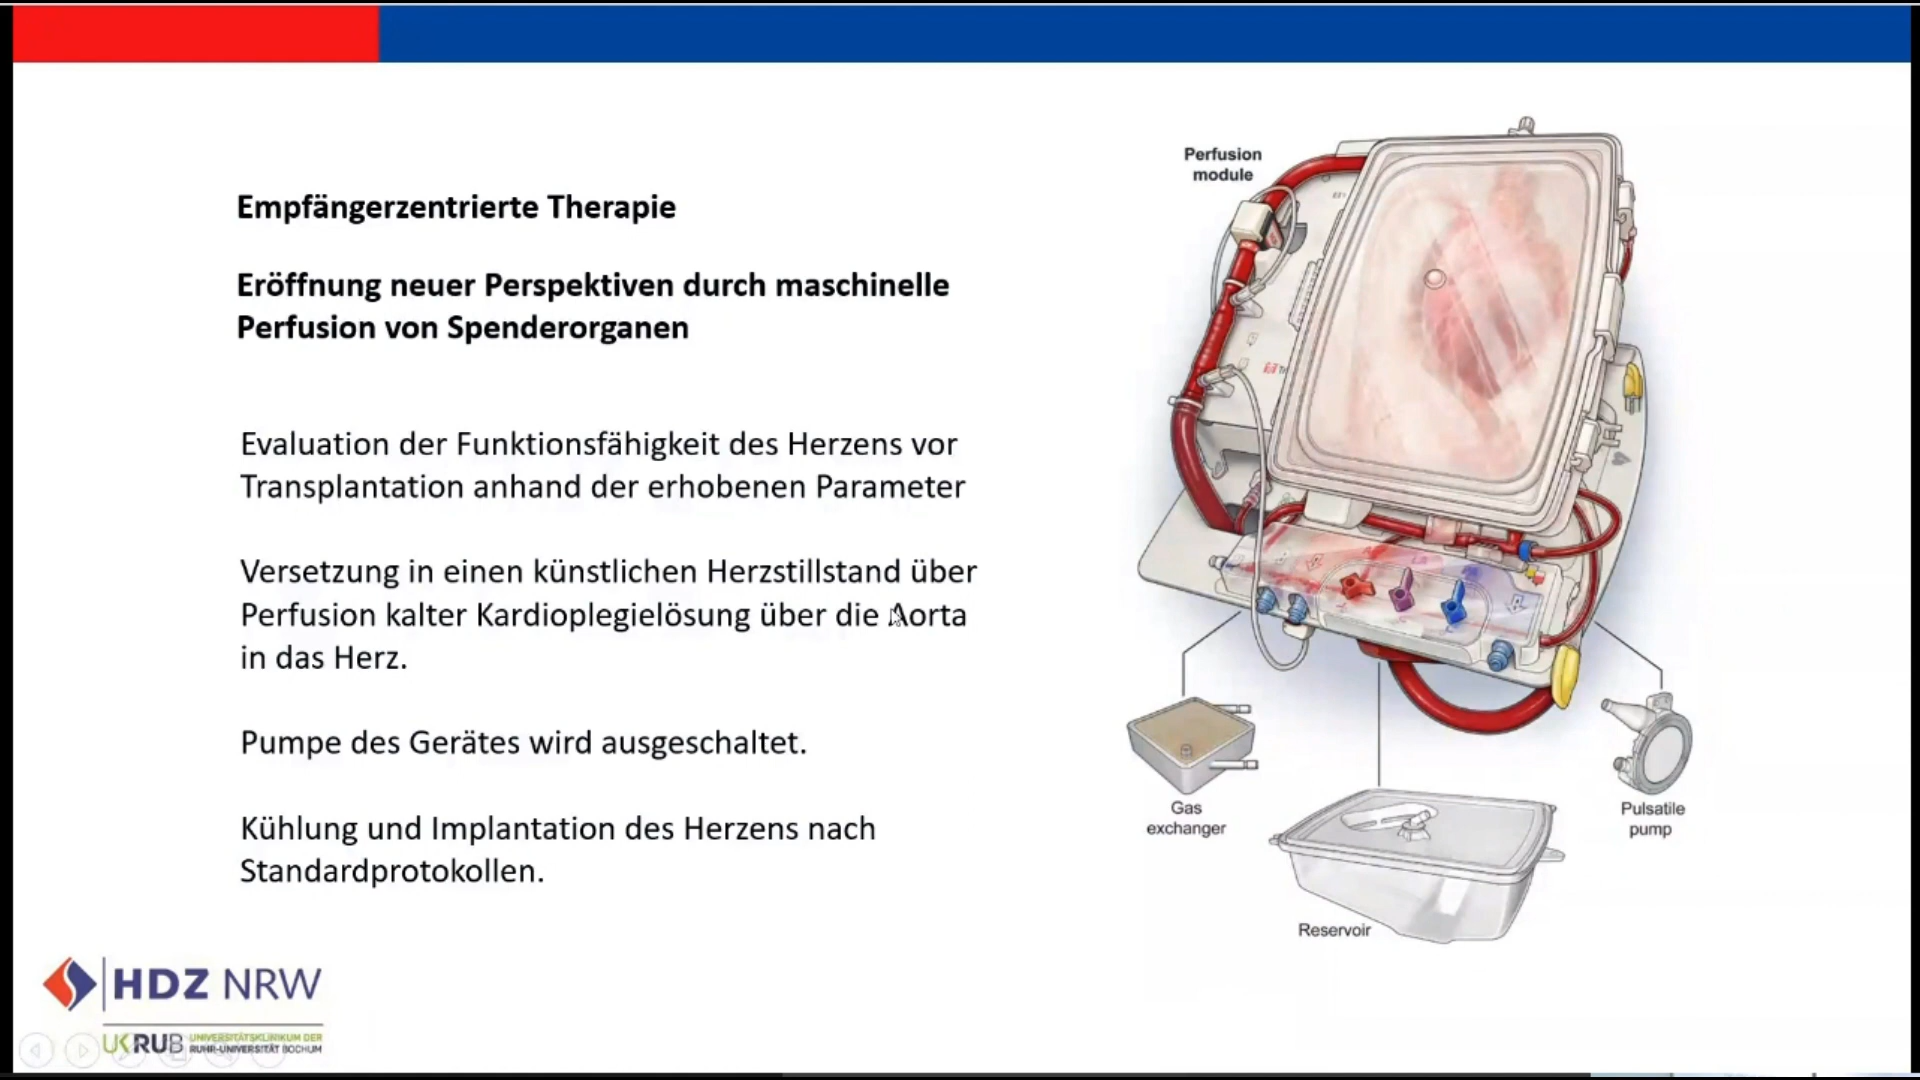 Empfängerzentrierte Therapie
Eröffnung neuer Perspektiven durch maschinelle
Perfusion von Spenderorganen
Evaluation der Funktionsfähigkeit des Herzens vor
Transplantation anhand der erhobenen Parameter
Versetzung in einen künstlichen Herzstillstand über
Perfusion kalter Kardioplegielösung über die Aorta
in das Herz.
Pumpe des Gerätes wird ausgeschaltet.
Kühlung und Implantation des Herzens nach
Standardprotokollen.
Perfusion
module
Gas
exchanger
Reservoir
Pulsatile
pump
HDZ NRW
UKRUB UNIVERSITÄTSKLINIKUM DER
RUHR-UNIVERSITÄT BOCHUM